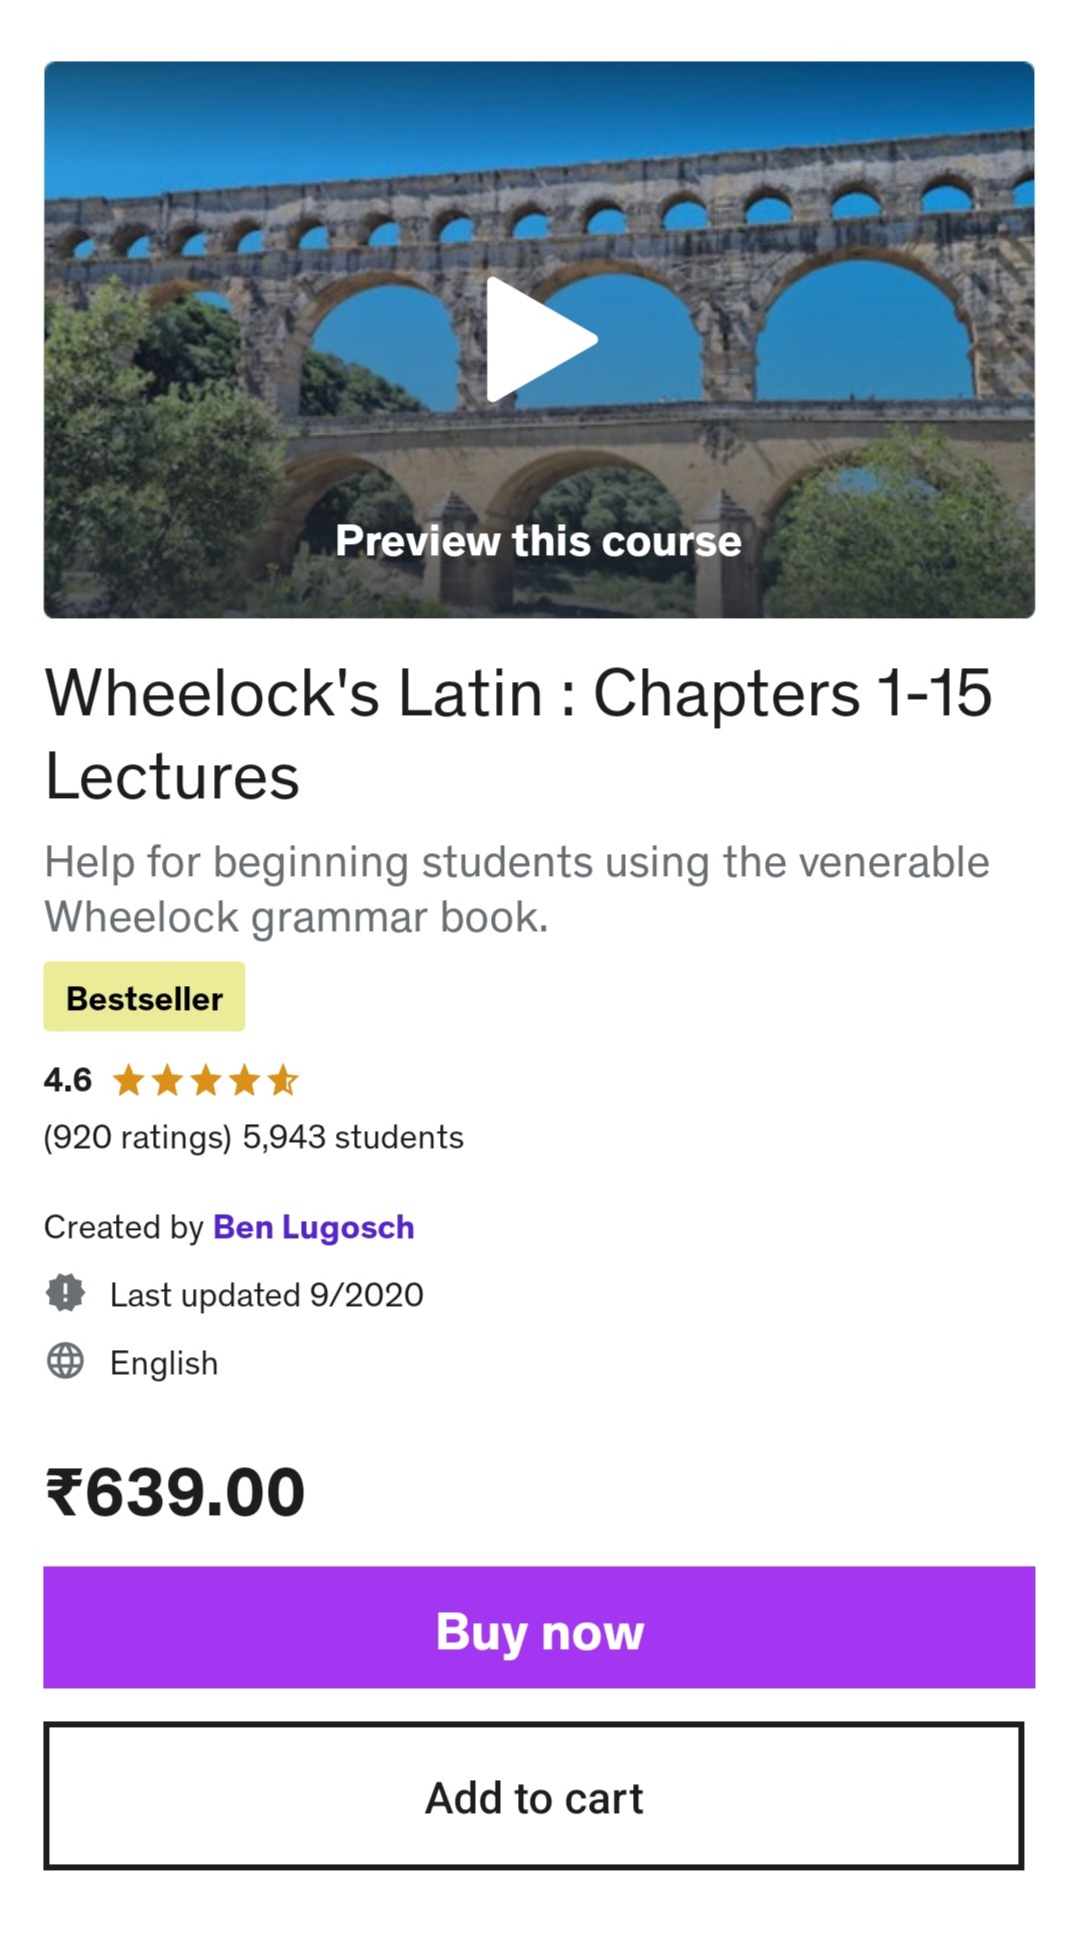 Preview this course
Wheelock's Latin : Chapters 1-15
Lectures
Help for beginning students using the venerable
Wheelock grammar book.
Bestseller
4.6
(920 ratings) 5,943 students
Created by Ben Lugosch
Last updated 9/2020
English
₹639.00
Buy now
Add to cart